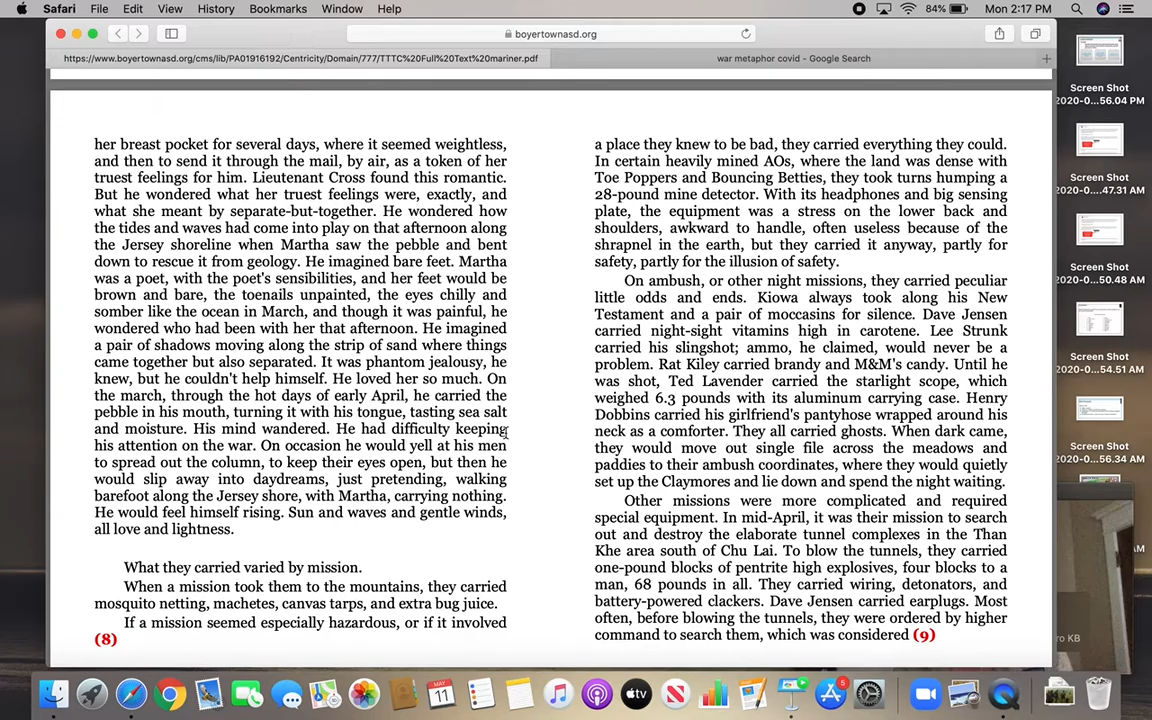 Safari File Edit View History Bookmarks Window Help 84% Mon 2:17 PM
boyertownasd.org
https://www.boyertownasd.org/cms/lib/PA01916192/Centricity/Domain/777/TTTC%20Full%20Text%20mariner.pdf
war metaphor covid - Google Search
her breast pocket for several days, where it seemed weightless,
and then to send it through the mail, by air, as a token of her
truest feelings for him. Lieutenant Cross found this romantic.
But he wondered what her truest feelings were, exactly, and
what she meant by separate-but-together. He wondered how
the tides and waves had come into play on that afternoon along
the Jersey shoreline when Martha saw the pebble and bent
down to rescue it from geology. He imagined bare feet. Martha
was a poet, with the poet's sensibilities, and her feet would be
brown and bare, the toenails unpainted, the eyes chilly and
somber like the ocean in March, and though it was painful, he
wondered who had been with her that afternoon. He imagined
a pair of shadows moving along the strip of sand where things
came together but also separated. It was phantom jealousy, he
knew, but he couldn't help himself. He loved her so much. On
the march, through the hot days of early April, he carried the
pebble in his mouth, turning it with his tongue, tasting sea salt
and moisture. His mind wandered. He had difficulty keeping
his attention on the war. On occasion he would yell at his men
to spread out the column, to keep their eyes open, but then he
would slip away into daydreams, just pretending, walking
barefoot along the Jersey shore, with Martha, carrying nothing.
He would feel himself rising. Sun and waves and gentle winds,
all love and lightness.
What they carried varied by mission.
When a mission took them to the mountains, they carried
mosquito netting, machetes, canvas tarps, and extra bug juice.
If a mission seemed especially hazardous, or if it involved
(8)
a place they knew to be bad, they carried everything they could.
In certain heavily mined AOs, where the land was dense with
Toe Poppers and Bouncing Betties, they took turns humping a
28-pound mine detector. With its headphones and big sensing
plate, the equipment was a stress on the lower back and
shoulders, awkward to handle, often useless because of the
shrapnel in the earth, but they carried it anyway, partly for
safety, partly for the illusion of safety.
On ambush, or other night missions, they carried peculiar
little odds and ends. Kiowa always took along his New
Testament and a pair of moccasins for silence. Dave Jensen
carried night-sight vitamins high in carotene. Lee Strunk
carried his slingshot; ammo, he claimed, would never be a
problem. Rat Kiley carried brandy and M&M's candy. Until he
was shot, Ted Lavender carried the starlight scope, which
weighed 6.3 pounds with its aluminum carrying case. Henry
Dobbins carried his girlfriend's pantyhose wrapped around his
neck as a comforter. They all carried ghosts. When dark came,
they would move out single file across the meadows and
paddies to their ambush coordinates, where they would quietly
set up the Claymores and lie down and spend the night waiting.
Other missions were more complicated and required
special equipment. In mid-April, it was their mission to search
out and destroy the elaborate tunnel complexes in the Than
Khe area south of Chu Lai. To blow the tunnels, they carried
one-pound blocks of pentrite high explosives, four blocks to a
man, 68 pounds in all. They carried wiring, detonators, and
battery-powered clackers. Dave Jensen carried earplugs. Most
often, before blowing the tunnels, they were ordered by higher
command to search them, which was considered (9)
Screen Shot
2020-0...56.04 PM
Screen Shot
2020-0....47.31 AM
Screen Shot
2020-0...50.48 AM
Screen Shot
2020-0...54.51 AM
Screen Shot
2020-0...56.34 AM
KB
MAY
11
tv
5